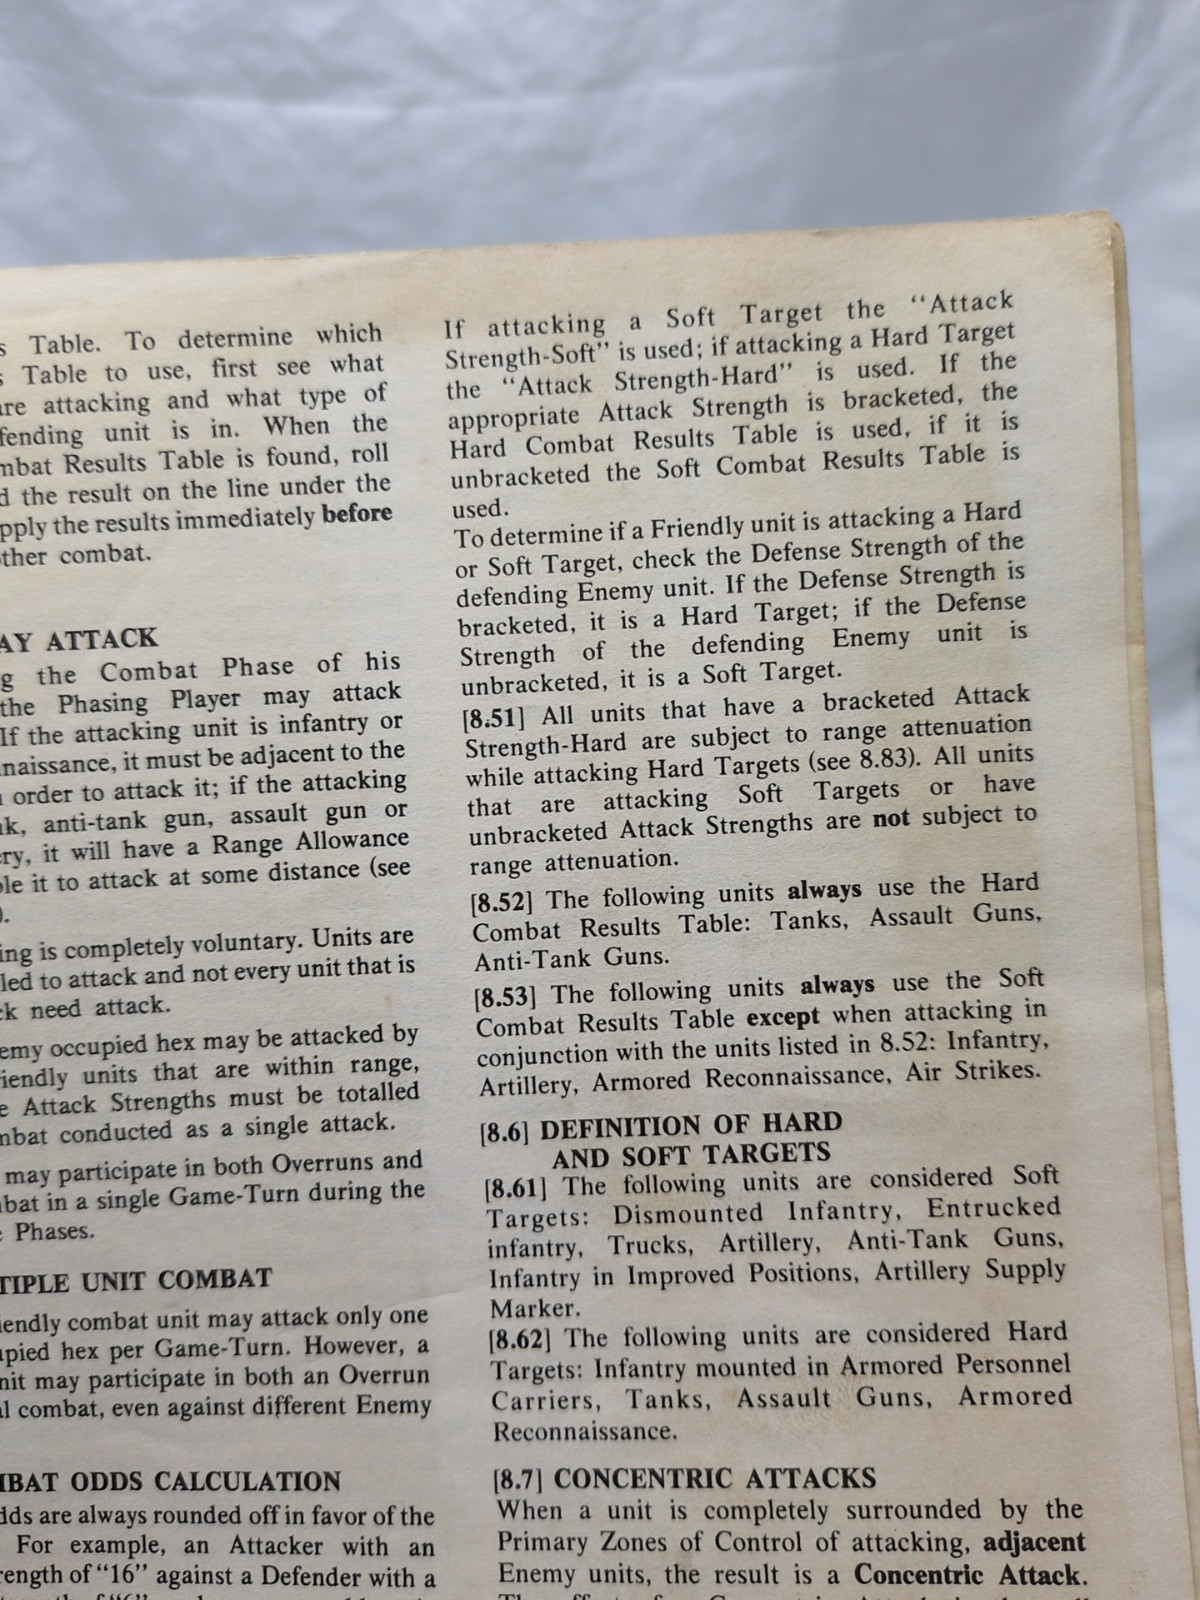 s Table. To determine which
Table to use, first see what
are attacking and what type of
fending unit is in. When the
mbat Results Table is found, roll
d the result on the line under the
pply the results immediately before
other combat.
AY ATTACK
g the Combat Phase of his
the Phasing Player may attack
If the attacking unit is infantry or
naissance, it must be adjacent to the
order to attack it; if the attacking
nk, anti-tank gun, assault gun or
ery, it will have a Range Allowance
ble it to attack at some distance (see
).
ing is completely voluntary. Units are
led to attack and not every unit that is
ck need attack.
emy occupied hex may be attacked by
riendly units that are within range,
e Attack Strengths must be totalled
mbat conducted as a single attack.
may participate in both Overruns and
bat in a single Game-Turn during the
Phases.
TIPLE UNIT COMBAT
iendly combat unit may attack only one
upied hex per Game-Turn. However, a
nit may participate in both an Overrun
al combat, even against different Enemy
BAT ODDS CALCULATION
dds are always rounded off in favor of the
For example, an Attacker with an
rength of "16" against a Defender with a
If attacking a Soft Target the "Attack
Strength-Soft" is used; if attacking a Hard Target
the "Attack Strength-Hard" is used. If the
appropriate Attack Strength is bracketed, the
Hard Combat Results Table is used, if it is
unbracketed the Soft Combat Results Table is
used.
To determine if a Friendly unit is attacking a Hard
or Soft Target, check the Defense Strength of the
defending Enemy unit. If the Defense Strength is
bracketed, it is a Hard Target; if the Defense
Strength of the defending Enemy unit is
unbracketed, it is a Soft Target.
[8.51] All units that have a bracketed Attack
Strength-Hard are subject to range attenuation
while attacking Hard Targets (see 8.83). All units
that are attacking Soft Targets or have
unbracketed Attack Strengths are not subject to
range attenuation.
[8.52] The following units always use the Hard
Combat Results Table: Tanks, Assault Guns,
Anti-Tank Guns.
[8.53] The following units always use the Soft
Combat Results Table except when attacking in
conjunction with the units listed in 8.52: Infantry,
Artillery, Armored Reconnaissance, Air Strikes.
[8.6] DEFINITION OF HARD
AND SOFT TARGETS
[8.61] The following units are considered Soft
Targets: Dismounted Infantry, Entrucked
infantry, Trucks, Artillery, Anti-Tank Guns,
Infantry in Improved Positions, Artillery Supply
Marker.
[8.62] The following units are considered Hard
Targets: Infantry mounted in Armored Personnel
Carriers, Tanks, Assault Guns, Armored
Reconnaissance.
[8.7] CONCENTRIC ATTACKS
When a unit is completely surrounded by the
Primary Zones of Control of attacking, adjacent
Enemy units, the result is a Concentric Attack.